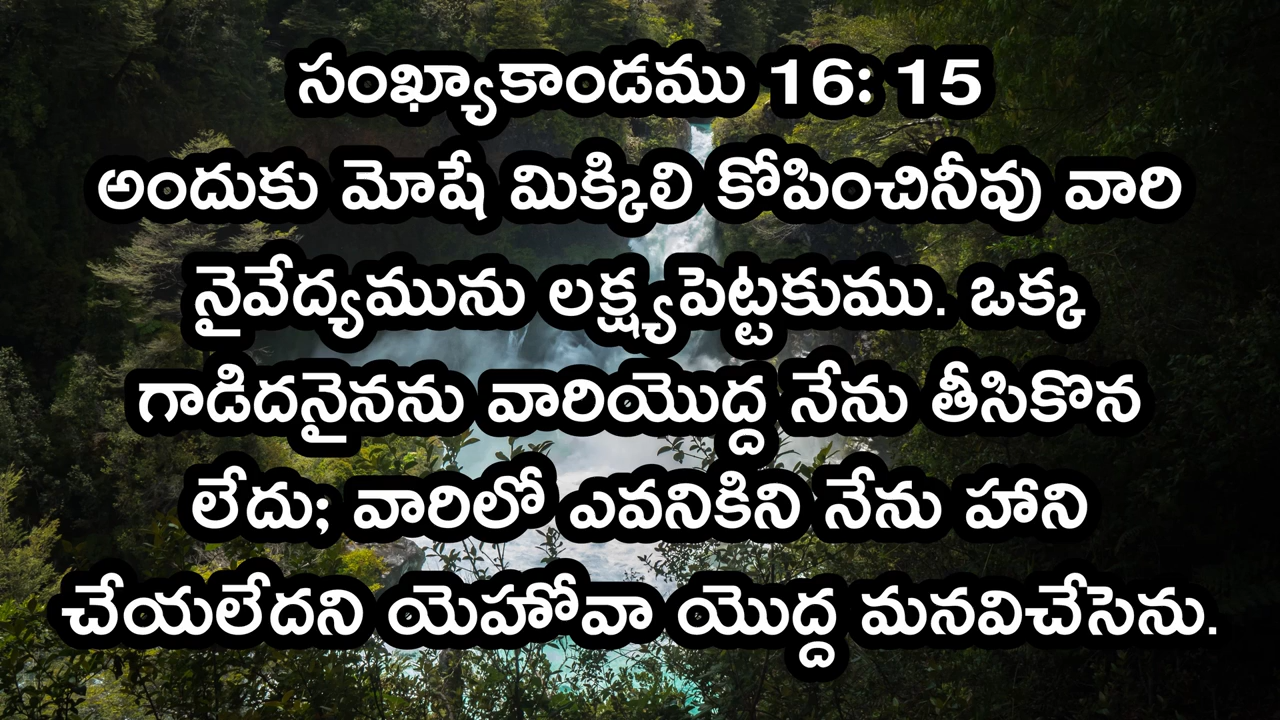 సంఖ్యాకాండము 16: 15
అందుకు మోషే మిక్కిలి కోపించినీవు వారి
నైవేద్యమును లక్ష్యపెట్టకుము. ఒక్క
గాడిదనైనను వారియొద్ద నేను తీసికొన
లేదు; వారిలో ఎవనికిని నేను హాని
చేయలేదని యెహోవా యొద్ద మనవిచేసెను.